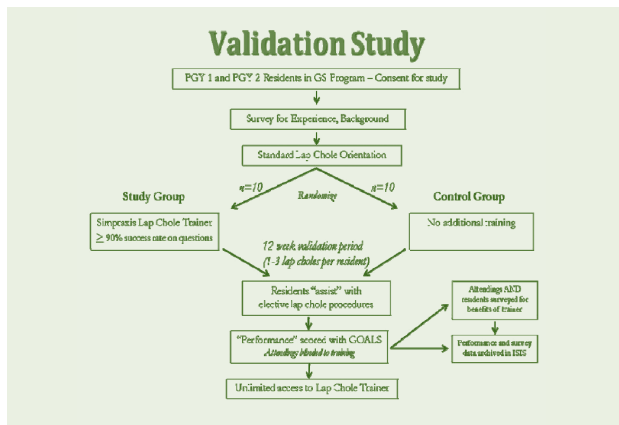 Validation Study
PGY 1 and PGY 2 Residents in GS Program – Consent for study
Survey for Experience, Background
Standard Lap Chole Orientation
n=10
Randomize
n=10
Study Group
Control Group
Simpraxis Lap Chole Trainer
≥ 90% success rate on questions
No additional training
12 week validation period
(1-3 lap choles per resident)
Residents "assist" with
elective lap chole procedures
Attendings AND
residents surveyed for
benefits of trainer
"Performance" scored with GOALS
Attendings blinded to training
Performance and survey
data archived in ISIS
Unlimited access to Lap Chole Trainer